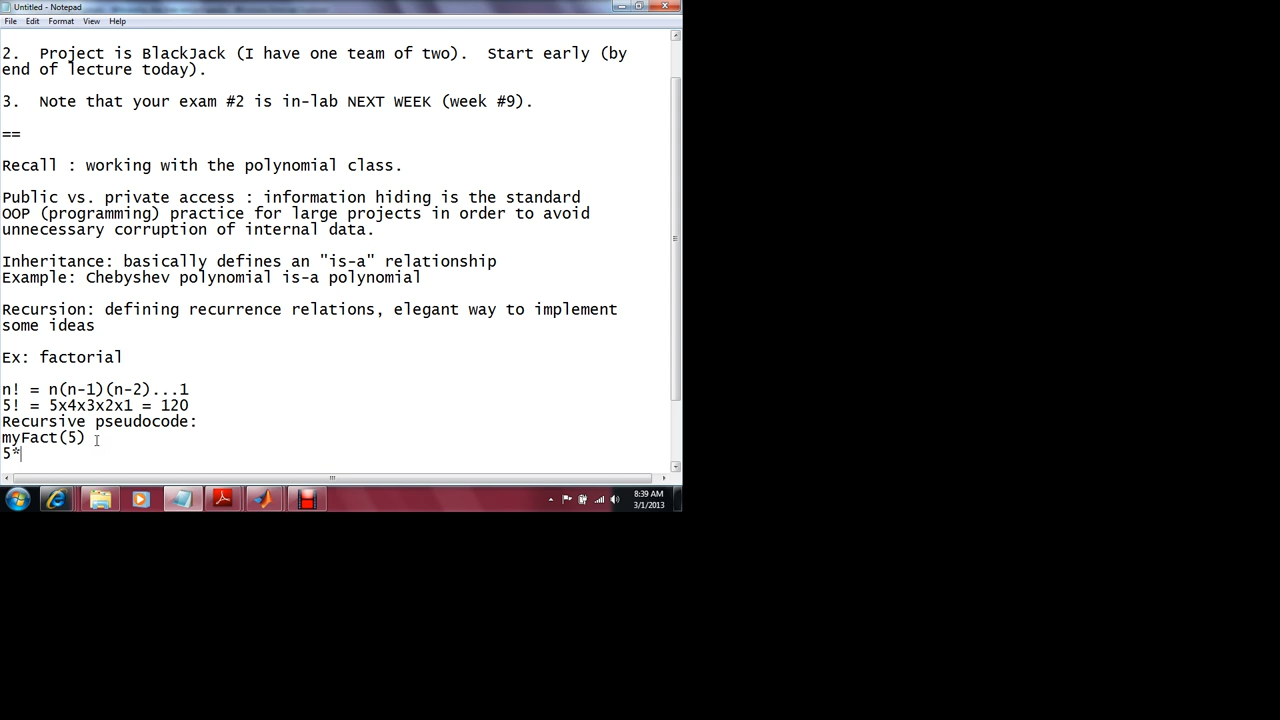 Untitled - Notepad
File Edit Format View Help
2.  Project is BlackJack (I have one team of two).  Start early (by
end of lecture today).
3.  Note that your exam #2 is in-lab NEXT WEEK (week #9).
==
Recall : working with the polynomial class.
Public vs. private access : information hiding is the standard
OOP (programming) practice for large projects in order to avoid
unnecessary corruption of internal data.
Inheritance: basically defines an "is-a" relationship
Example: Chebyshev polynomial is-a polynomial
Recursion: defining recurrence relations, elegant way to implement
some ideas
Ex: factorial
n! = n(n-1)(n-2)...1
5! = 5x4x3x2x1 = 120
Recursive pseudocode:
myFact(5)
5*
8:39 AM
3/1/2013